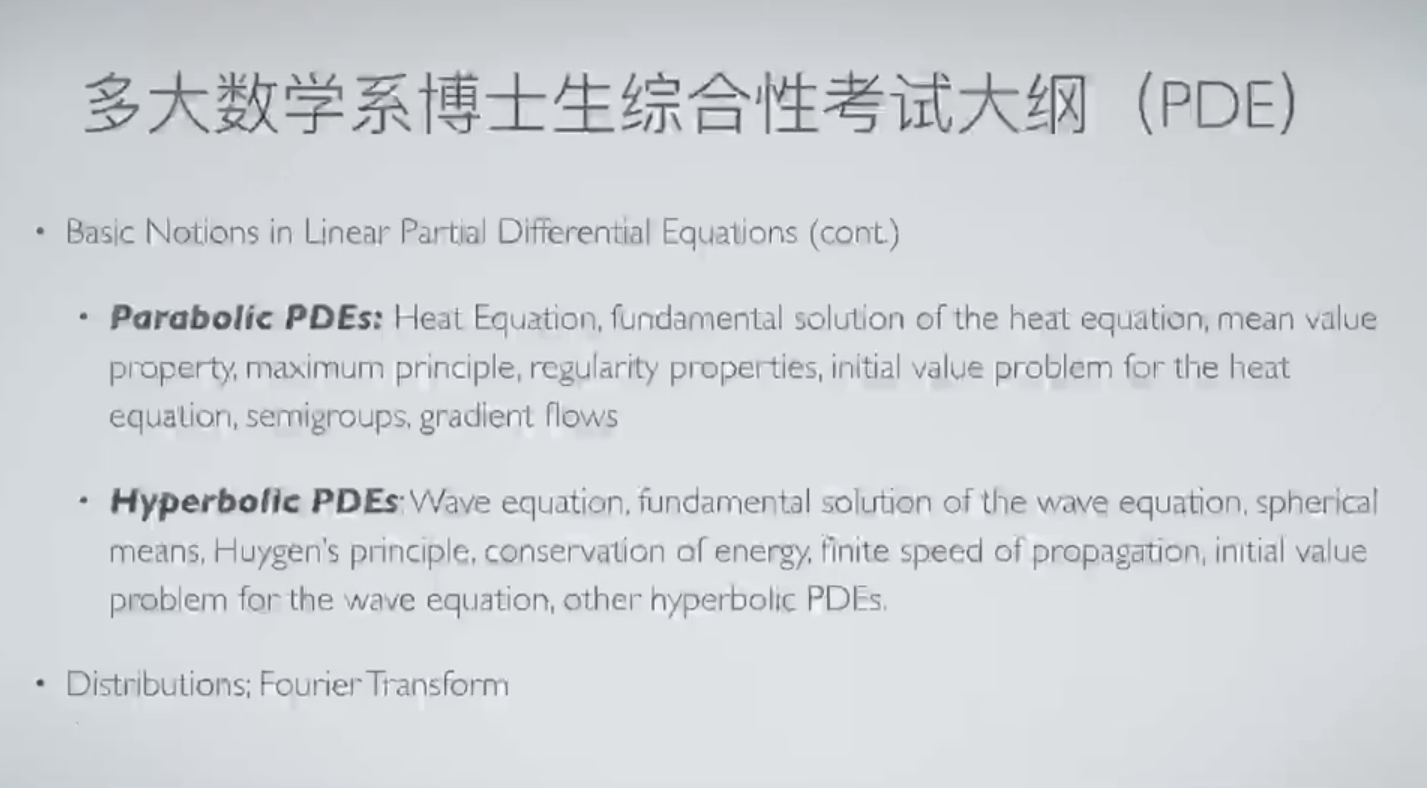 多大数学系博士生综合性考试大纲（PDE）
• Basic Notions in Linear Partial Differential Equations (cont.)
• Parabolic PDEs: Heat Equation, fundamental solution of the heat equation, mean value
property, maximum principle, regularity properties, initial value problem for the heat
equation, semigroups, gradient flows
• Hyperbolic PDEs: Wave equation, fundamental solution of the wave equation, spherical
means, Huygen's principle, conservation of energy, finite speed of propagation, initial value
problem for the wave equation, other hyperbolic PDEs.
• Distributions; Fourier Transform